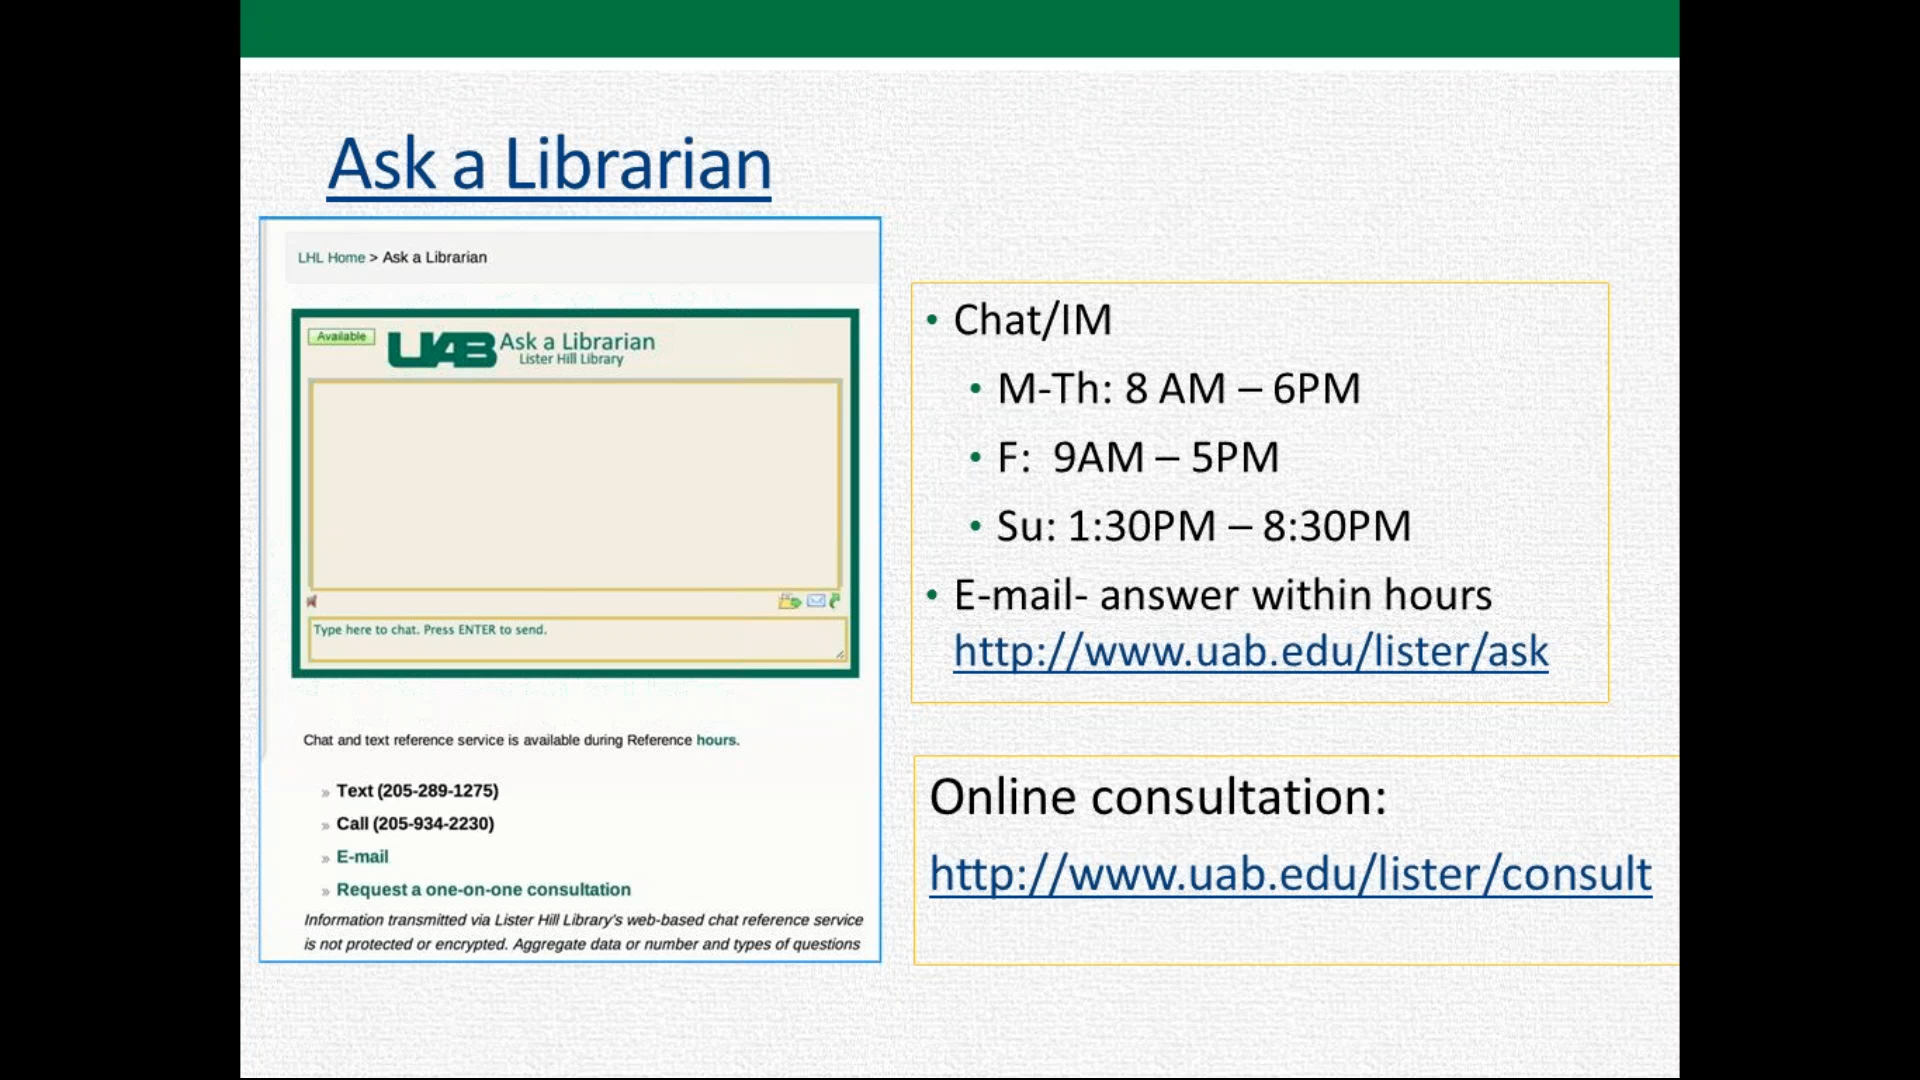 Ask a Librarian
LHL Home > Ask a Librarian
Available
UAB Ask a Librarian
Lister Hill Library
Type here to chat. Press ENTER to send.
Chat and text reference service is available during Reference hours.
» Text (205-289-1275)
» Call (205-934-2230)
» E-mail
» Request a one-on-one consultation
Information transmitted via Lister Hill Library's web-based chat reference service
is not protected or encrypted. Aggregate data or number and types of questions
• Chat/IM
• M-Th: 8 AM – 6PM
• F:  9AM – 5PM
• Su: 1:30PM – 8:30PM
• E-mail- answer within hours
http://www.uab.edu/lister/ask
Online consultation:
http://www.uab.edu/lister/consult